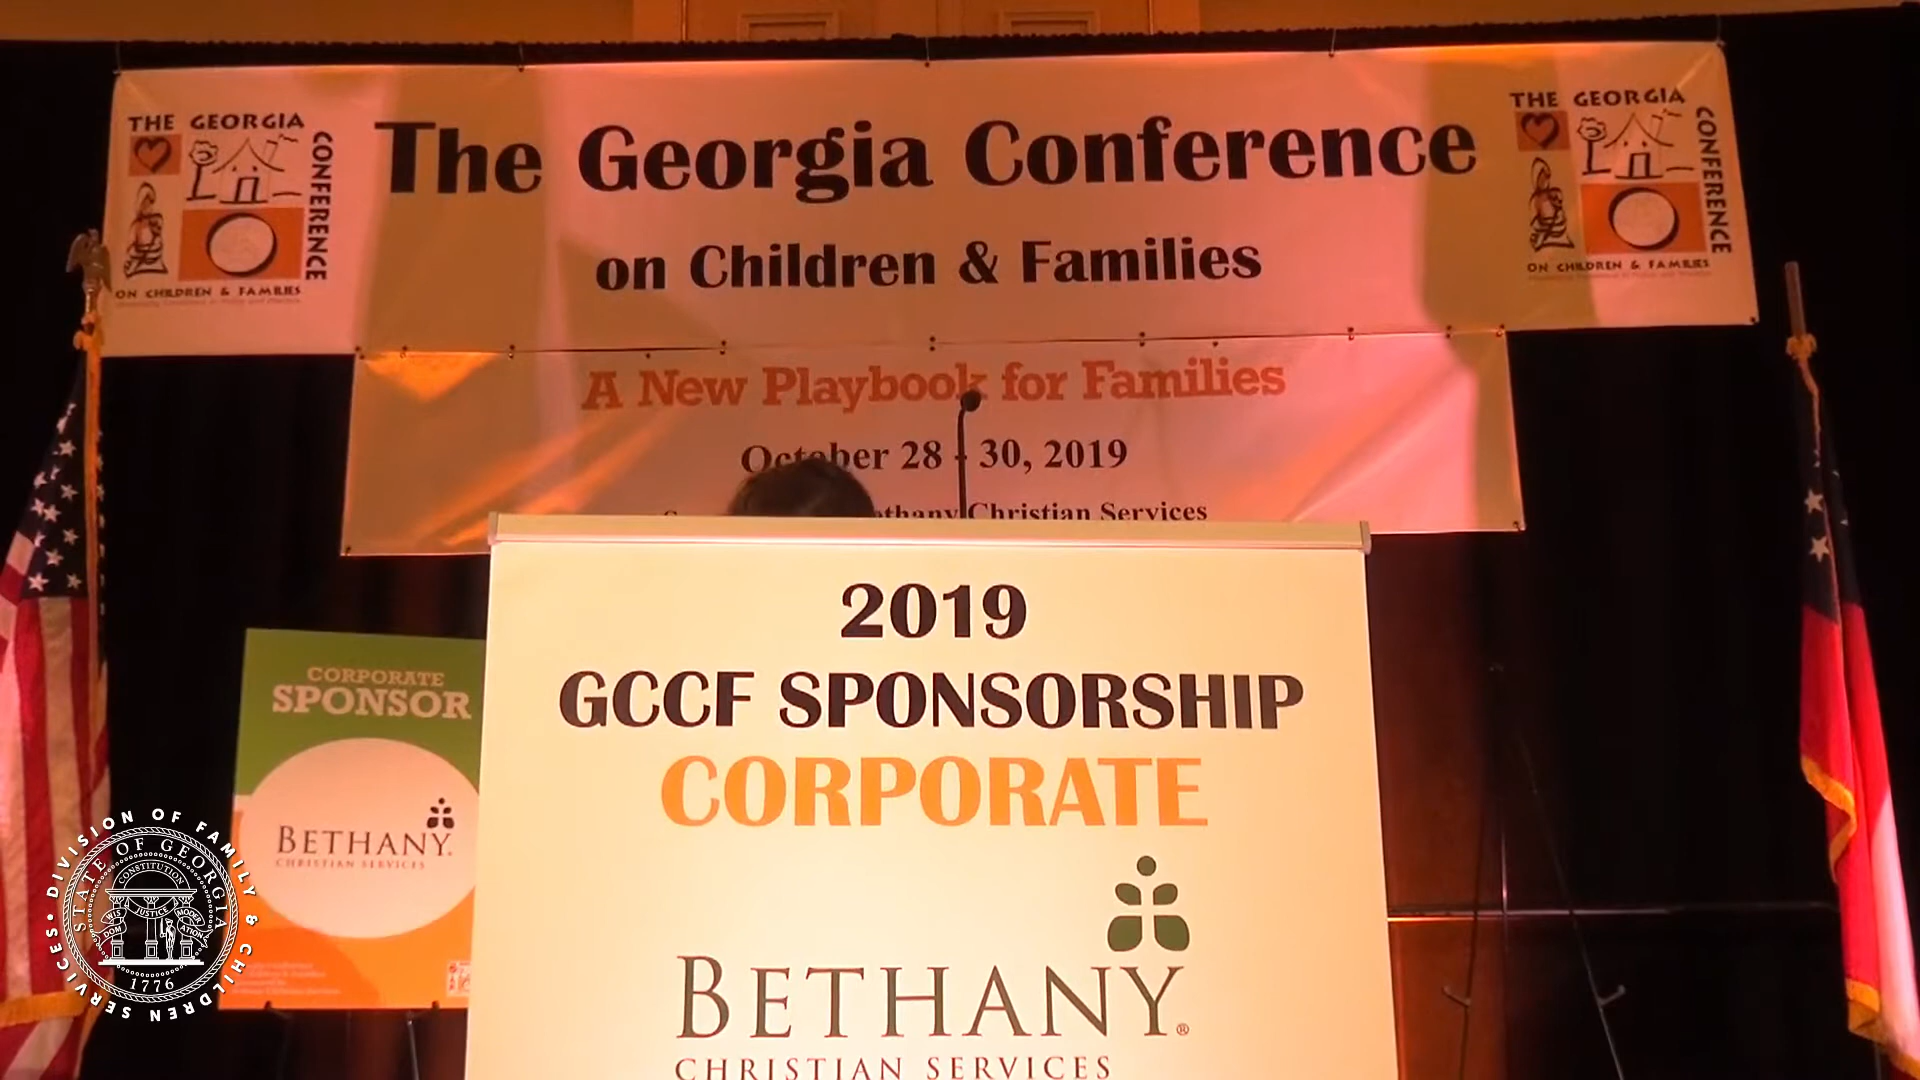 THE GEORGIA
CONFERENCE
ON CHILDREN & FAMILIES
The Georgia Conference
on Children & Families
THE GEORGIA
CONFERENCE
ON CHILDREN & FAMILIES
A New Playbook for Families
October 28 - 30, 2019
Christian Services
2019
GCCF SPONSORSHIP
CORPORATE
BETHANY®
CHRISTIAN SERVICES
CORPORATE
SPONSOR
BETHANY.
CHRISTIAN SERVICES
DIVISION OF FAMILY & CHILDREN SERVICES
STATE OF GEORGIA
CONSTITUTION
WISDOM JUSTICE MODERATION
1776